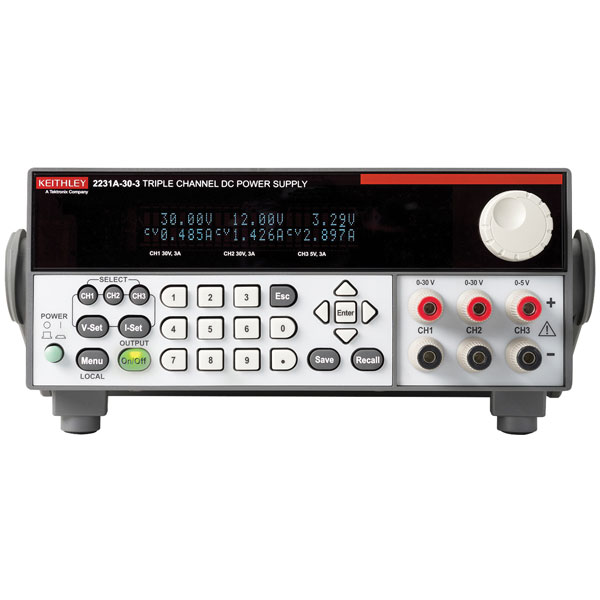 KEITHLEY 2231A-30-3 TRIPLE CHANNEL DC POWER SUPPLY
A Tektronix Company
30.00V 12.00V 3.29V
CV0.485A CV1.426A CV2.897A
CH1 30V, 3A CH2 30V, 3A CH3 5V, 3A
SELECT
CH1 CH2 CH3 1 2 3 Esc
POWER
O I
V-Set I-Set 4 5 6 0
OUTPUT
Menu On/Off 7 8 9 . Save Recall
LOCAL
Enter
0-30 V 0-30 V 0-5 V
+
CH1 CH2 CH3
-